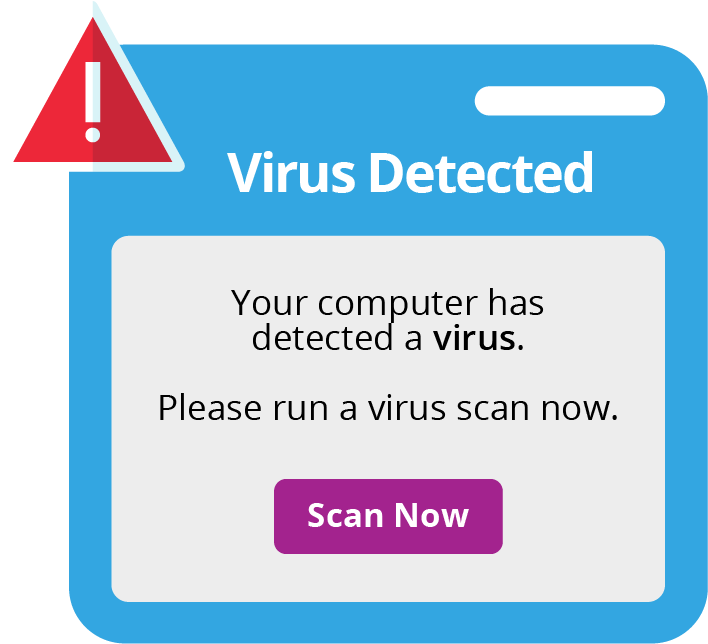 !
Virus Detected
Your computer has
detected a virus.
Please run a virus scan now.
Scan Now